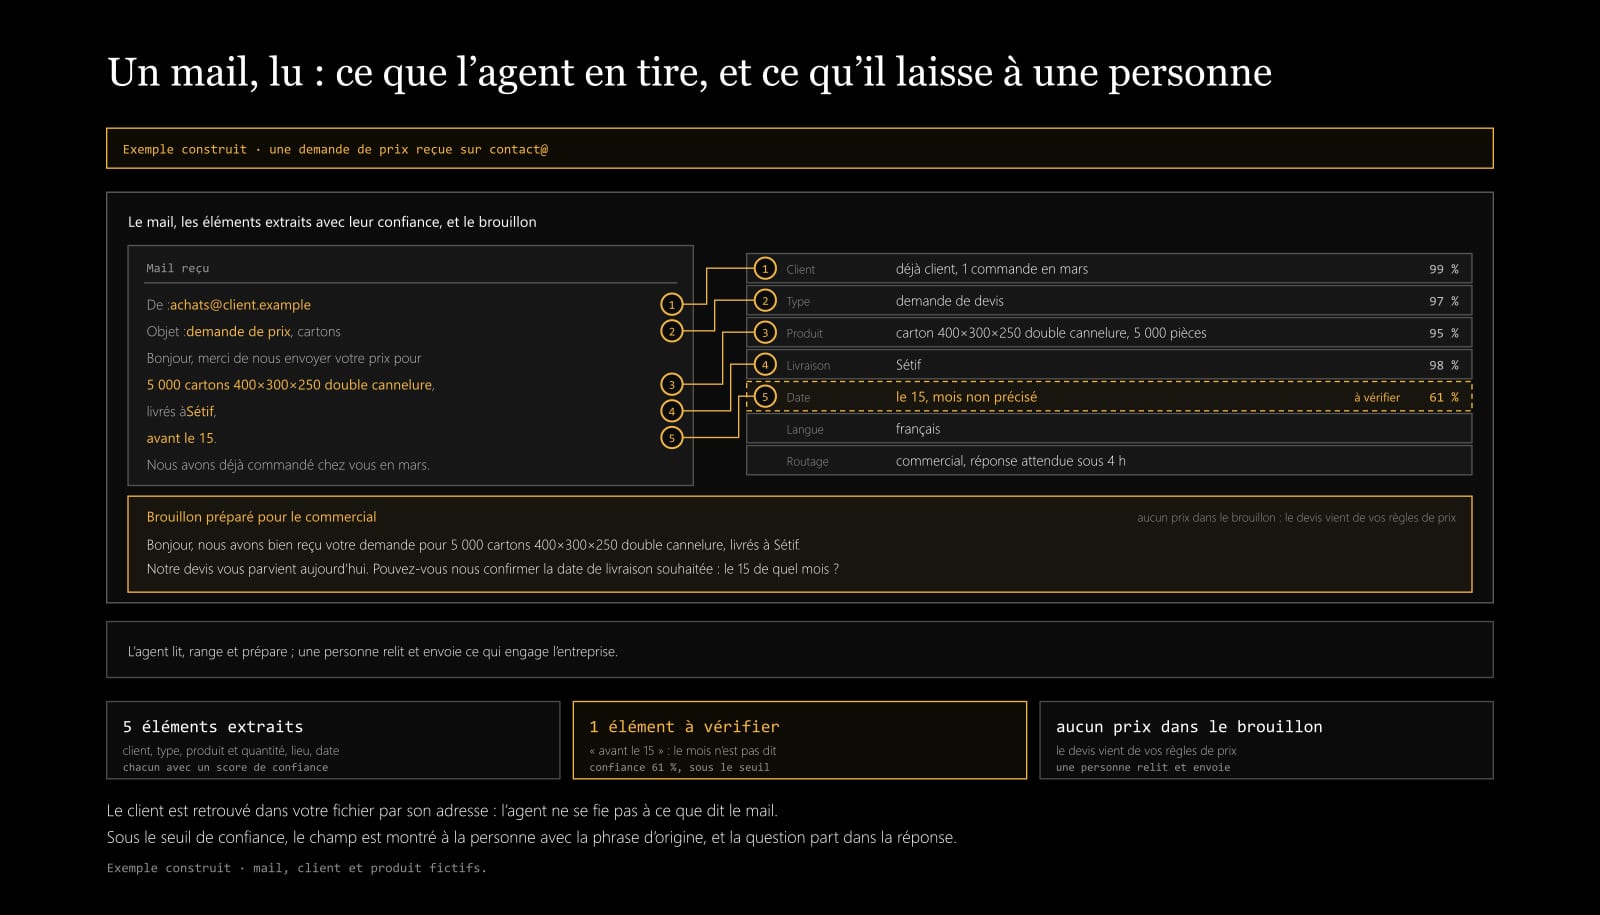 Un mail, lu : ce que l’agent en tire, et ce qu’il laisse à une personne
Exemple construit · une demande de prix reçue sur contact@
Le mail, les éléments extraits avec leur confiance, et le brouillon
Mail reçu
De :achats@client.example 1
Objet :demande de prix, cartons 2
Bonjour, merci de nous envoyer votre prix pour
5 000 cartons 400×300×250 double cannelure, 3
livrés àSétif, 4
avant le 15. 5
Nous avons déjà commandé chez vous en mars.
1 Client déjà client, 1 commande en mars 99 %
2 Type demande de devis 97 %
3 Produit carton 400×300×250 double cannelure, 5 000 pièces 95 %
4 Livraison Sétif 98 %
5 Date le 15, mois non précisé à vérifier 61 %
Langue français
Routage commercial, réponse attendue sous 4 h
Brouillon préparé pour le commercial aucun prix dans le brouillon : le devis vient de vos règles de prix
Bonjour, nous avons bien reçu votre demande pour 5 000 cartons 400×300×250 double cannelure, livrés à Sétif.
Notre devis vous parvient aujourd’hui. Pouvez-vous nous confirmer la date de livraison souhaitée : le 15 de quel mois ?
L’agent lit, range et prépare ; une personne relit et envoie ce qui engage l’entreprise.
5 éléments extraits
client, type, produit et quantité, lieu, date
chacun avec un score de confiance
1 élément à vérifier
« avant le 15 » : le mois n’est pas dit
confiance 61 %, sous le seuil
aucun prix dans le brouillon
le devis vient de vos règles de prix
une personne relit et envoie
Le client est retrouvé dans votre fichier par son adresse : l’agent ne se fie pas à ce que dit le mail.
Sous le seuil de confiance, le champ est montré à la personne avec la phrase d’origine, et la question part dans la réponse.
Exemple construit · mail, client et produit fictifs.